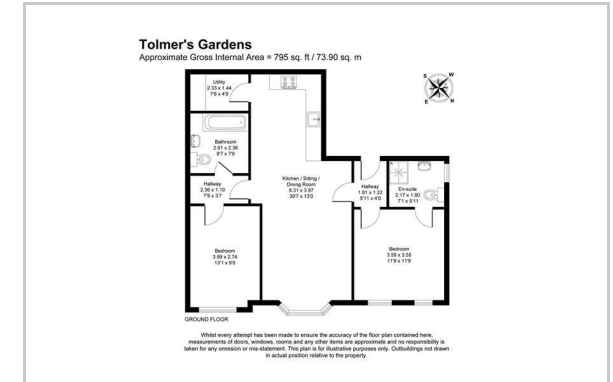 Tolmer's Gardens
Approximate Gross Internal Area = 795 sq. ft / 73.90 sq. m
S W
E N
Utility
2.33 x 1.44
7'8 x 4'9
Bathroom
2.91 x 2.36
9'7 x 7'9
Hallway
2.36 x 1.10
7'9 x 3'7
Kitchen / Sitting /
Dining Room
9.31 x 3.97
30'7 x 13'0
Hallway
1.81 x 1.22
5'11 x 4'0
En-suite
2.17 x 1.80
7'1 x 5'11
Bedroom
3.99 x 2.74
13'1 x 9'0
Bedroom
3.58 x 3.55
11'9 x 11'8
GROUND FLOOR
Whilst every attempt has been made to ensure the accuracy of the floor plan contained here,
measurements of doors, windows, rooms and any other items are approximate and no responsibility is
taken for any omission or mis-statement. This plan is for illustrative purposes only. Outbuildings not drawn
in actual position relative to the property.